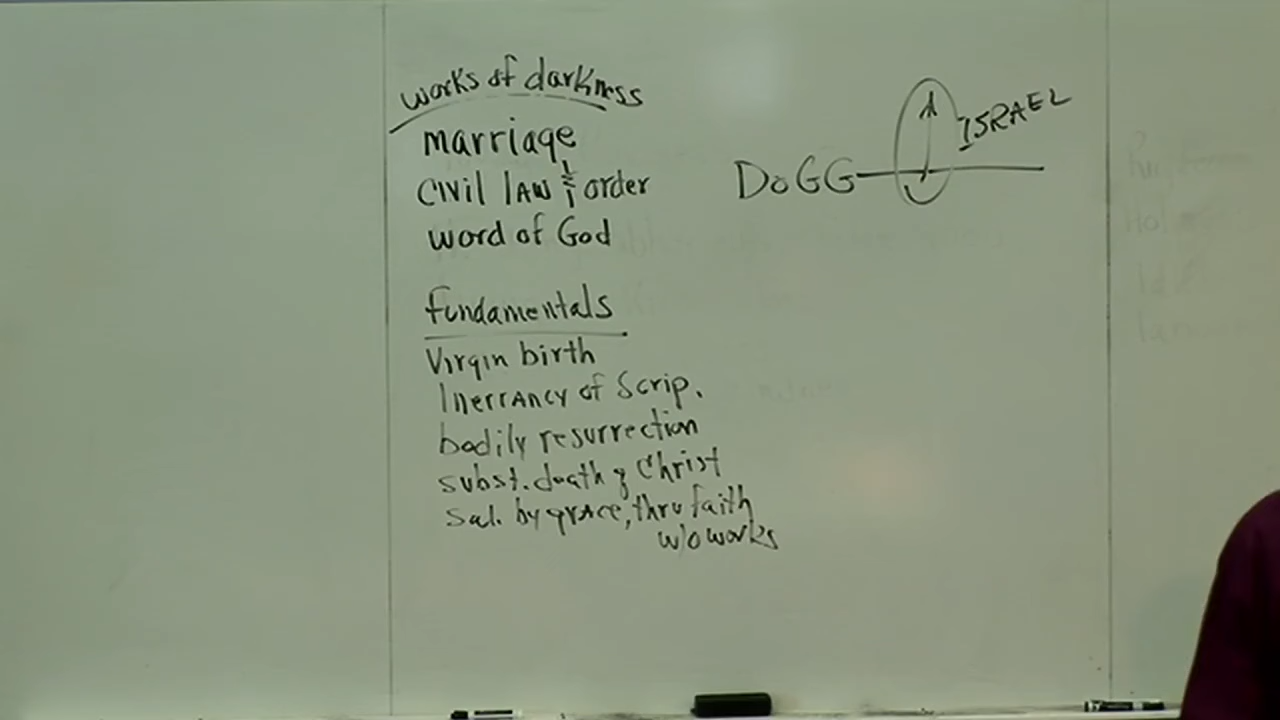 works of darkness
marriage
CIVIL LAW & order
word of God
fundamentals
Virgin birth
Inerrancy of Scrip.
bodily resurrection
subst. death of Christ
Sal. by grace, thru faith
w/o works
DoGG
ISRAEL